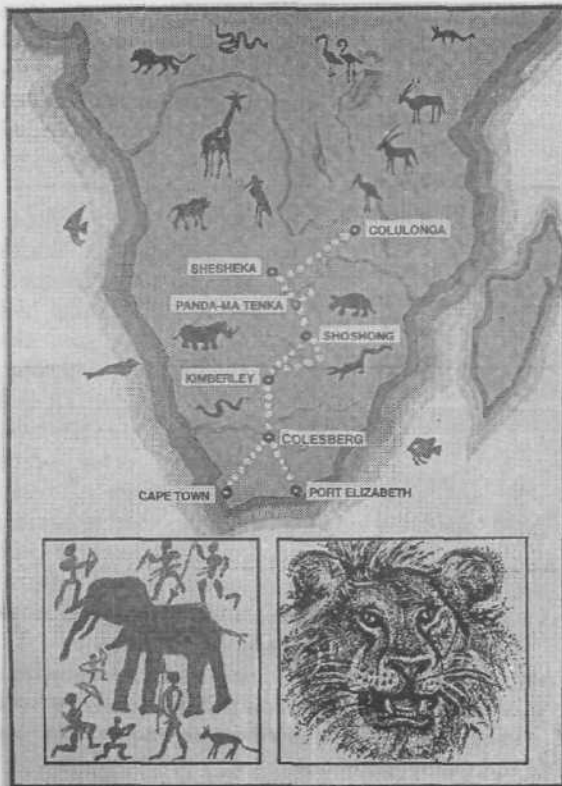 COLULONGA
SHESHEKA
PANDA-MA TENKA
SHOSHONG
KIMBERLEY
COLESBERG
CAPE TOWN
PORT ELIZABETH